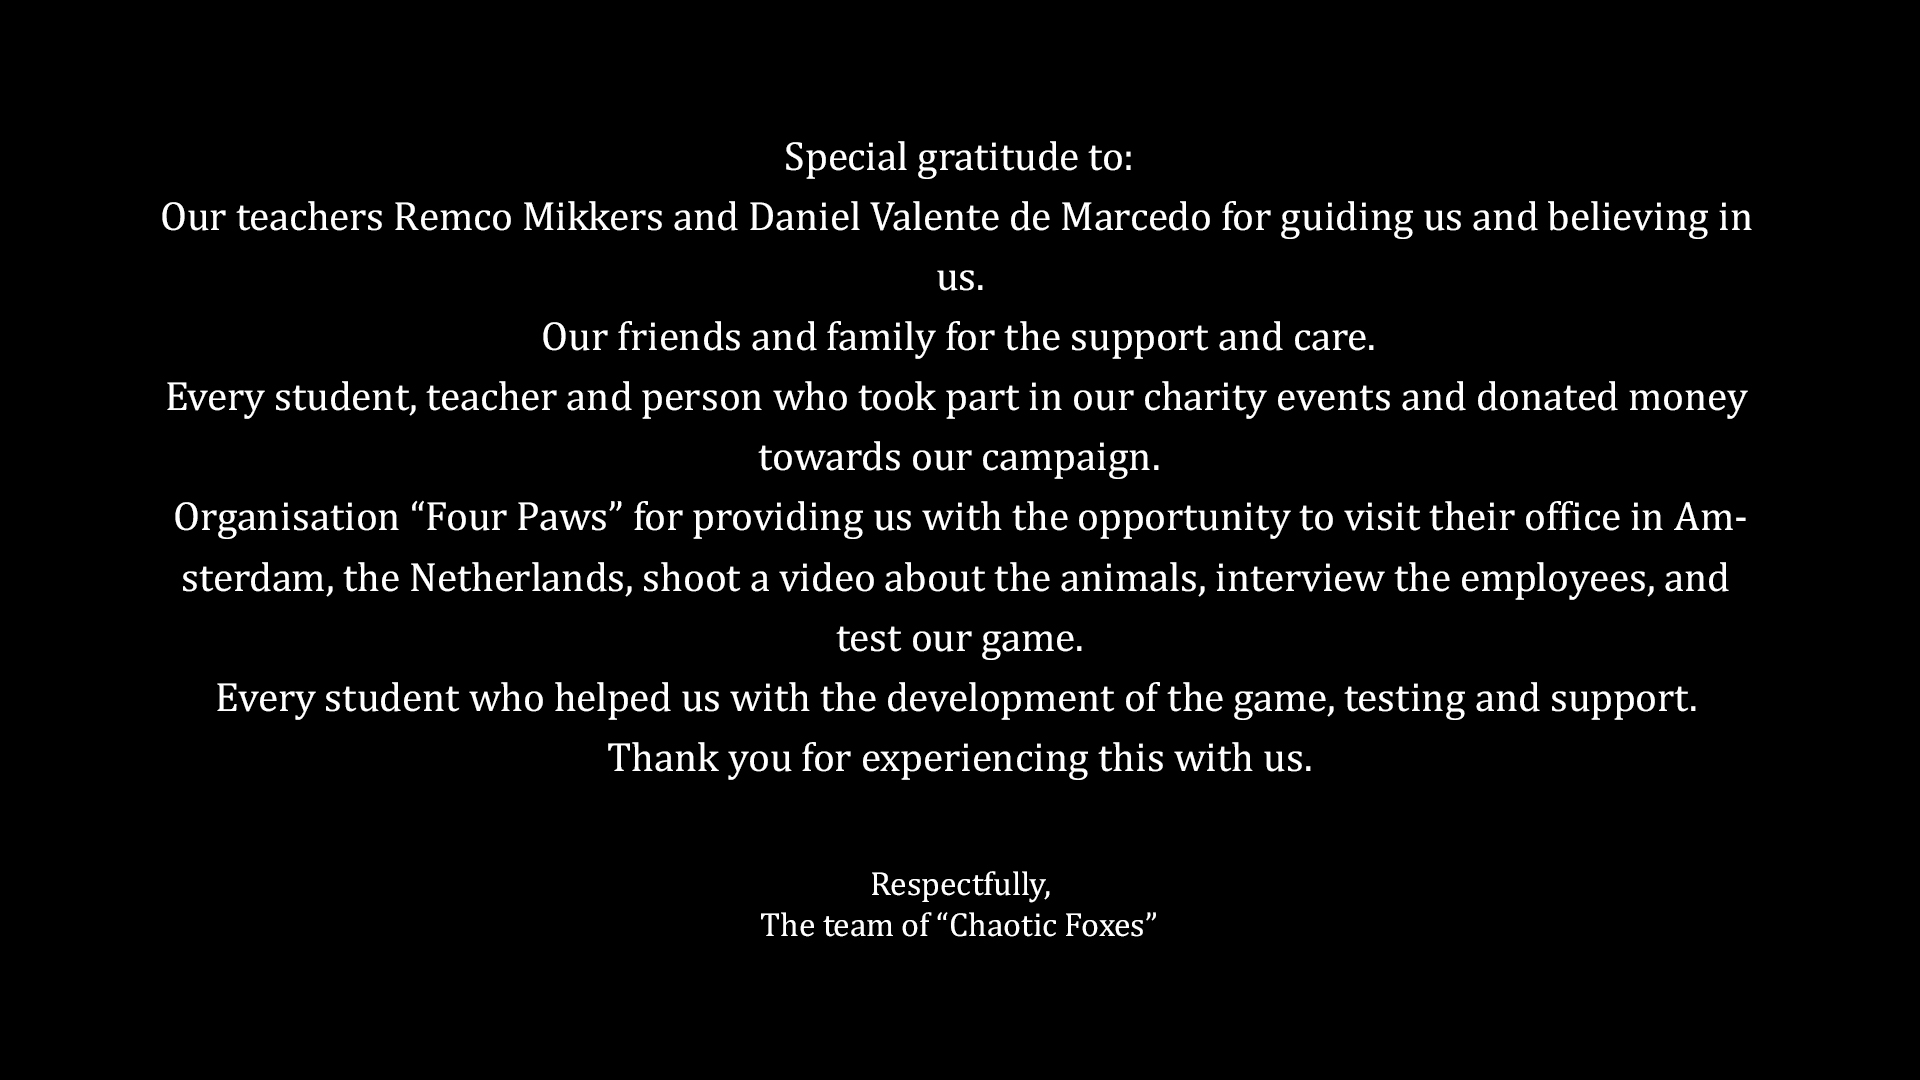 Special gratitude to:
Our teachers Remco Mikkers and Daniel Valente de Marcedo for guiding us and believing in
us.
Our friends and family for the support and care.
Every student, teacher and person who took part in our charity events and donated money
towards our campaign.
Organisation “Four Paws” for providing us with the opportunity to visit their office in Am-
sterdam, the Netherlands, shoot a video about the animals, interview the employees, and
test our game.
Every student who helped us with the development of the game, testing and support.
Thank you for experiencing this with us.
Respectfully,
The team of “Chaotic Foxes”